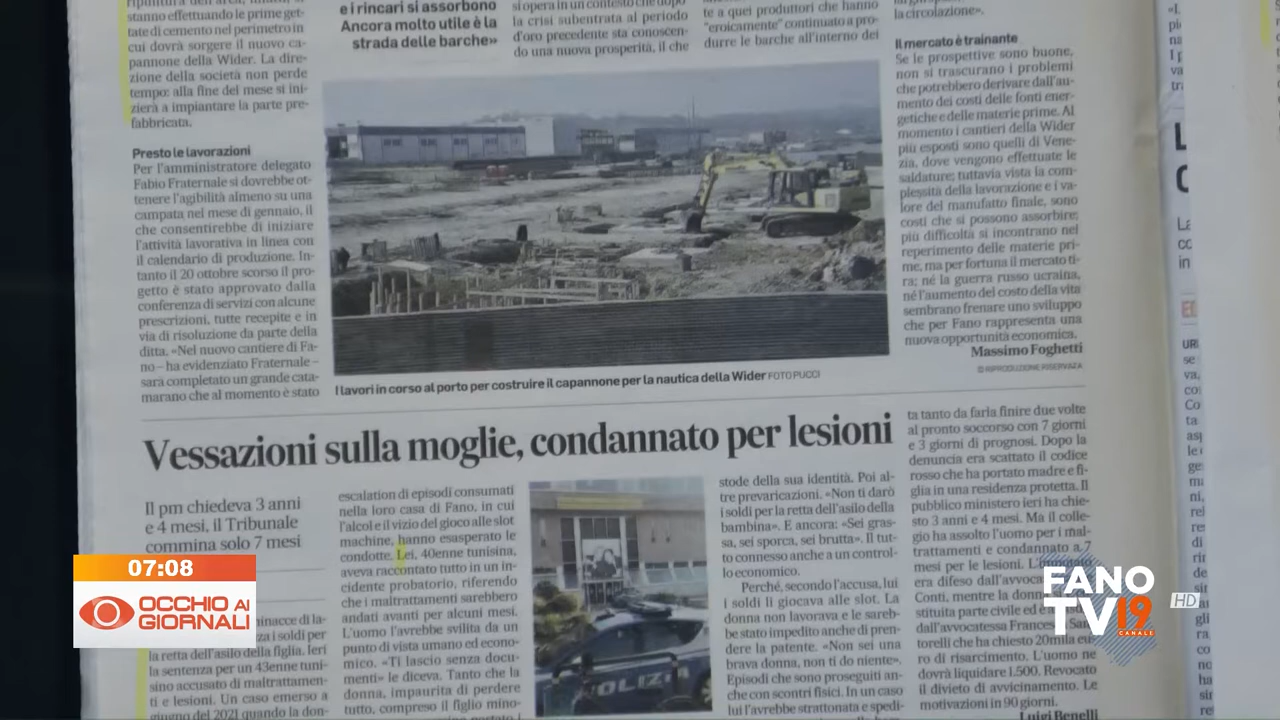 stanno effettuando le prime get-
tate di cemento nel perimetro in
cui dovrà sorgere il nuovo ca-
pannone della Wider. La dire-
zione della società non perde
tempo: alla fine del mese si ini-
zierà a impiantare la parte pre-
fabbricata.
Presto le lavorazioni
Per l'amministratore delegato
Fabio Fraternale si dovrebbe ot-
tenere l'agibilità almeno su una
campata nel mese di gennaio, il
che consentirebbe di iniziare
l'attività lavorativa in linea con
il calendario di produzione. In-
tanto il 20 ottobre scorso il pro-
getto è stato approvato dalla
conferenza di servizi con alcune
prescrizioni, tutte recepite e in
via di risoluzione da parte della
ditta. «Nel nuovo cantiere di Fa-
no – ha evidenziato Fraternale –
sarà completato un grande cata-
marano che al momento è stato
e i rincari si assorbono
Ancora molto utile è la
strada delle barche»
si opera in un contesto che dopo
la crisi subentrata al periodo
d'oro precedente sta conoscen-
do una nuova prosperità, il che
te a quei produttori che hanno
"eroicamente" continuato a pro-
durre le barche all'interno dei
la circolazione».
Il mercato è trainante
Se le prospettive sono buone,
non si trascurano i problemi
che potrebbero derivare dall'au-
mento dei costi delle fonti ener-
getiche e delle materie prime. Al
momento i cantieri della Wider
più esposti sono quelli di Vene-
zia, dove vengono effettuate le
saldature; tuttavia vista la com-
plessità della lavorazione e i va-
lore del manufatto finale, sono
costi che si possono assorbire;
più difficoltà si incontrano nel
reperimento delle materie pri-
me, ma per fortuna il mercato ti-
ra; né la guerra russo ucraina,
né l'aumento del costo della vita
sembrano frenare uno sviluppo
che per Fano rappresenta una
nuova opportunità economica.
Massimo Foghetti
© RIPRODUZIONE RISERVATA
I lavori in corso al porto per costruire il capannone per la nautica della Wider FOTO PUCCI
Vessazioni sulla moglie, condannato per lesioni
Il pm chiedeva 3 anni
e 4 mesi, il Tribunale
commina solo 7 mesi
la retta dell'asilo della figlia. Ieri
la sentenza per un 43enne tuni-
sino accusato di maltrattamen-
ti e lesioni. Un caso emerso a
giugno del 2021 quando la don-
escalation di episodi consumati
nella loro casa di Fano, in cui
l'alcol e il vizio del gioco alle slot
machine, hanno esasperato le
condotte. Lei, 40enne tunisina,
aveva raccontato tutto in un in-
cidente probatorio, riferendo
che i maltrattamenti sarebbero
andati avanti per alcuni mesi.
L'uomo l'avrebbe svilita da un
punto di vista umano ed econo-
mico. «Ti lascio senza docu-
menti» le diceva. Tanto che la
donna, impaurita di perdere
tutto, compreso il figlio mino-
POLIZIA
stode della sua identità. Poi al-
tre prevaricazioni. «Non ti darò
i soldi per la retta dell'asilo della
bambina». E ancora: «Sei gras-
sa, sei sporca, sei brutta». Il tut-
to connesso anche a un control-
lo economico.
Perché, secondo l'accusa, lui
i soldi li giocava alle slot. La
donna non lavorava e le sareb-
be stato impedito anche di pren-
dere la patente. «Non sei una
brava donna, non ti do niente».
Episodi che sono proseguiti an-
che con scontri fisici. In un caso
lui l'avrebbe strattonata e sedu-
ta tanto da farla finire due volte
al pronto soccorso con 7 giorni
e 3 giorni di prognosi. Dopo la
denuncia era scattato il codice
rosso che ha portato madre e fi-
glia in una residenza protetta. Il
pubblico ministero ieri ha chie-
sto 3 anni e 4 mesi. Ma il colle-
gio ha assolto l'uomo per i mal-
trattamenti e condannato a 7
mesi per le lesioni.
era difeso dall'avvoc
Conti, mentre la donna
stituita parte civile ed
dall'avvocatessa Frances
torelli che ha chiesto 20mila eu-
ro di risarcimento. L'uomo ne
dovrà liquidare 1.500. Revocato
il divieto di avvicinamento. Le
motivazioni in 90 giorni.
Luigi Benelli
07:08
OCCHIO AI
GIORNALI
FANO
TV19
CANALE
HD